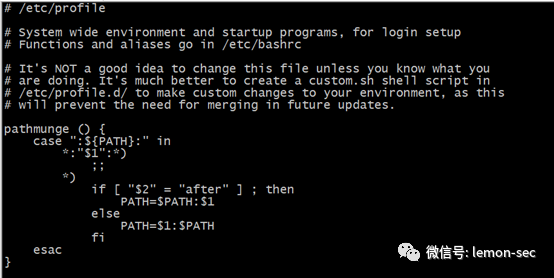 # /etc/profile
# System wide environment and startup programs, for login setup
# Functions and aliases go in /etc/bashrc
# It's NOT a good idea to change this file unless you know what you
# are doing. It's much better to create a custom.sh shell script in
# /etc/profile.d/ to make custom changes to your environment, as this
# will prevent the need for merging in future updates.
pathmunge () {
    case ":${PATH}:" in
        *:"$1":*)
            ;;
        *)
            if [ "$2" = "after" ] ; then
                PATH=$PATH:$1
            else
                PATH=$1:$PATH
            fi
    esac
}
微信号: lemon-sec